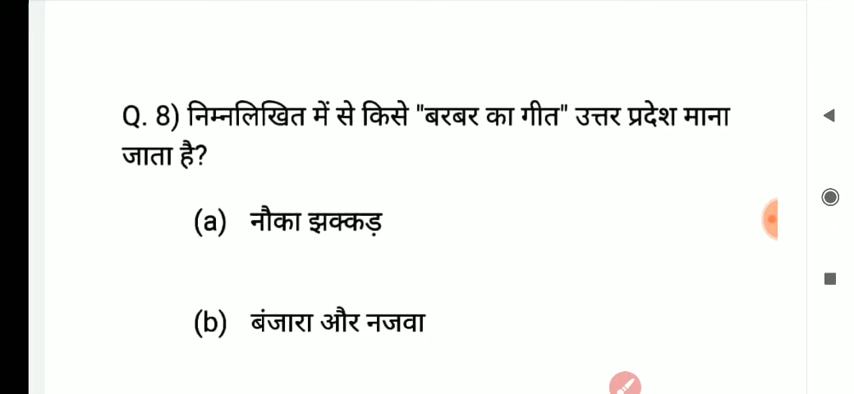 Q. 8) निम्नलिखित में से किसे "बरबर का गीत" उत्तर प्रदेश माना
जाता है?
(a) नौका झक्कड़
(b) बंजारा और नजवा